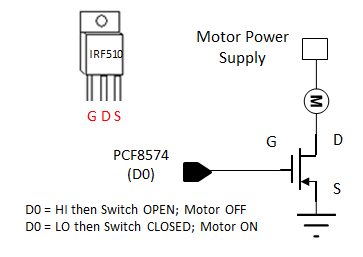 Motor Power
Supply
IRF510
G D S
M
G
D
PCF8574
(D0)
S
D0 = HI then Switch OPEN; Motor OFF
D0 = LO then Switch CLOSED; Motor ON